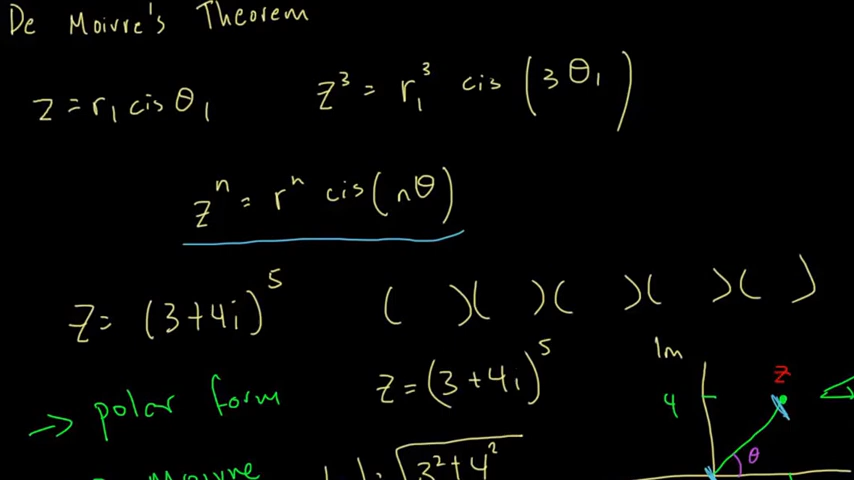 De Moivre's Theorem
z = r₁ cis θ₁    z³ = r₁³ cis (3θ₁)
zⁿ = rⁿ cis(nθ)
z = (3+4i)⁵    (  )(  )(  )(  )(  )
z = (3+4i)⁵
Im
z
4
→ polar form
θ
Moivre
√3²+4²